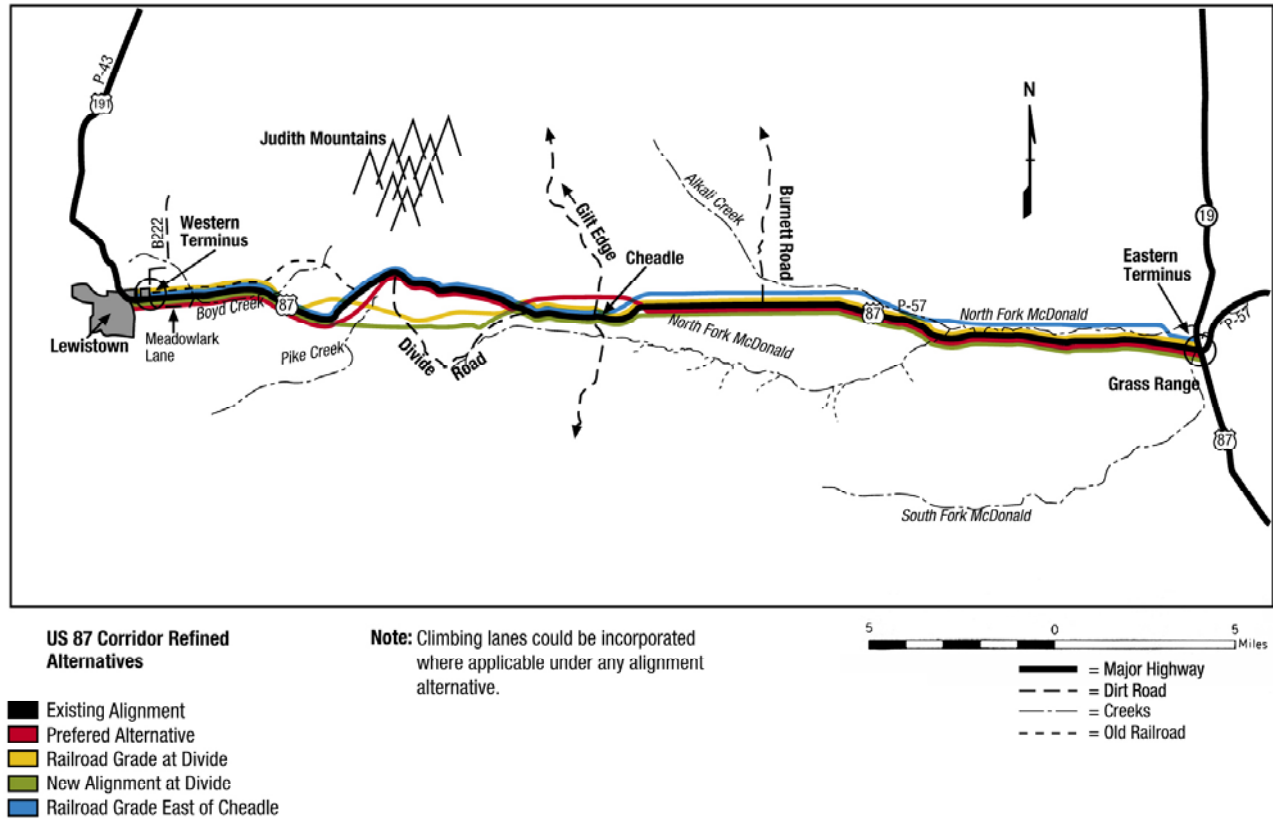 P-43
191
Judith Mountains
N
Western
Terminus
B222
Gilt Edge
Alkali Creek
Burnett Road
Cheadle
19
Eastern
Terminus
Boyd Creek
87
Meadowlark
Lane
Lewistown
Pike Creek
Divide
Road
North Fork McDonald
87
P-57
North Fork McDonald
P-57
Grass Range
87
South Fork McDonald
US 87 Corridor Refined
Alternatives
Existing Alignment
Prefered Alternative
Railroad Grade at Divide
New Alignment at Divide
Railroad Grade East of Cheadle
Note: Climbing lanes could be incorporated
where applicable under any alignment
alternative.
5 0 5
Miles
= Major Highway
= Dirt Road
= Creeks
= Old Railroad